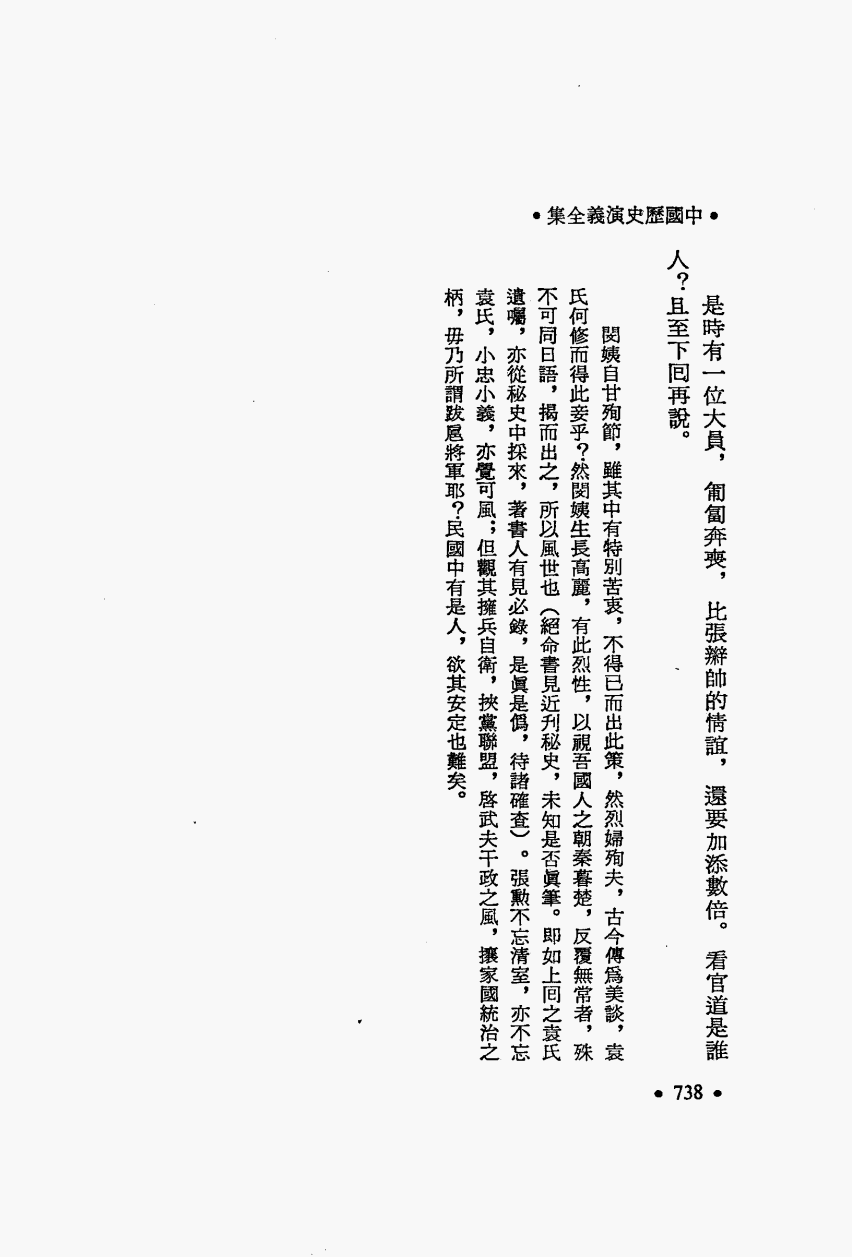 •中國歷史演義全集•
是時有一位大員，匍匐奔喪，比張辮帥的情誼，還要加添數倍。看官道是誰
人？且至下囘再說。
閔姨自甘殉節，雖其中有特別苦衷，不得已而出此策，然烈婦殉夫，古今傳爲美談，袁
氏何修而得此妾乎？然閔姨生長高麗，有此烈性，以視吾國人之朝秦暮楚，反覆無常者，殊
不可同日語，揭而出之，所以風世也（絕命書見近刋秘史，未知是否眞筆。即如上囘之袁氏
遺囑，亦從秘史中採來，著書人有見必錄，是眞是僞，待諸確查）。張勲不忘清室，亦不忘
袁氏，小忠小義，亦覺可風；但觀其擁兵自衛，挾黨聯盟，啓武夫干政之風，攘家國統治之
柄，毋乃所謂跋扈將軍耶？民國中有是人，欲其安定也難矣。
•738•